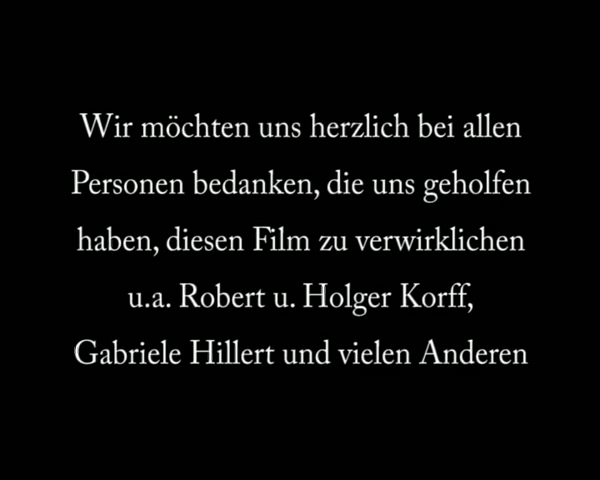 Wir möchten uns herzlich bei allen
Personen bedanken, die uns geholfen
haben, diesen Film zu verwirklichen
u.a. Robert u. Holger Korff,
Gabriele Hillert und vielen Anderen